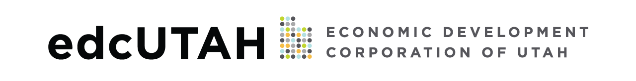 edcUTAH
ECONOMIC DEVELOPMENT
CORPORATION OF UTAH